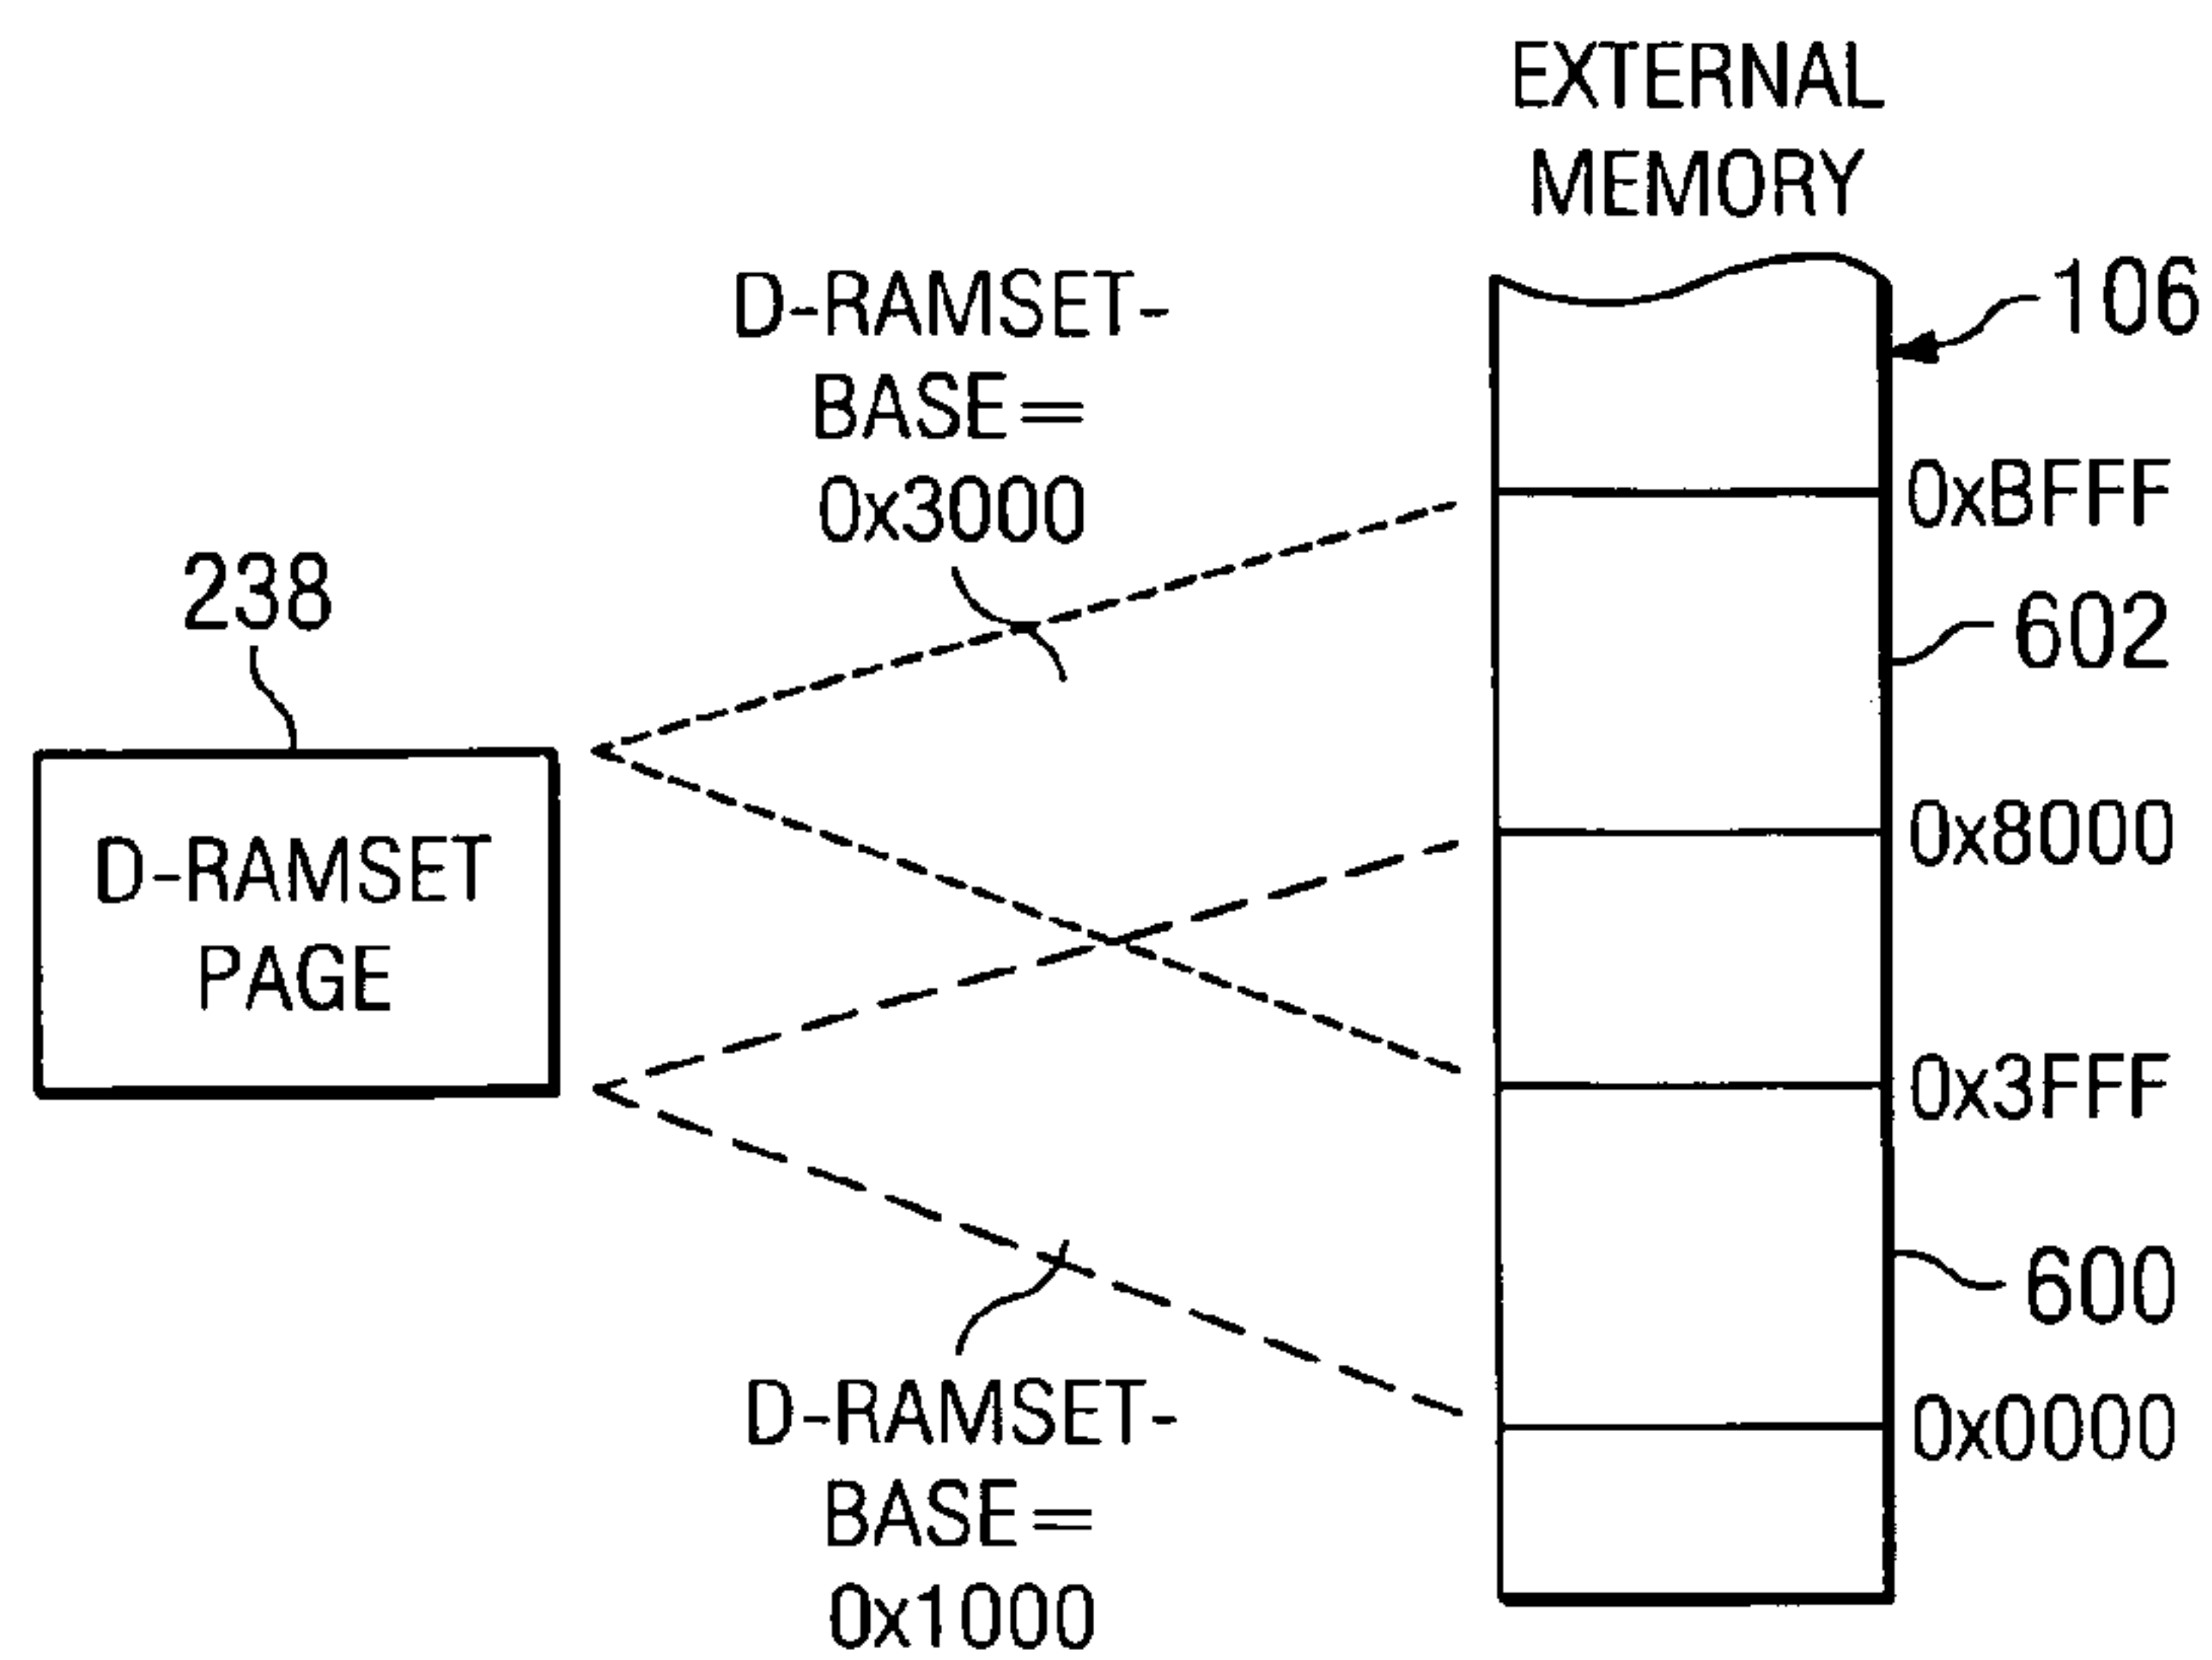 EXTERNAL
MEMORY
106
D-RAMSET-
BASE=
0x3000
0xBFFF
238
602
D-RAMSET
PAGE
0x8000
0x3FFF
600
D-RAMSET-
BASE=
0x1000
0x0000